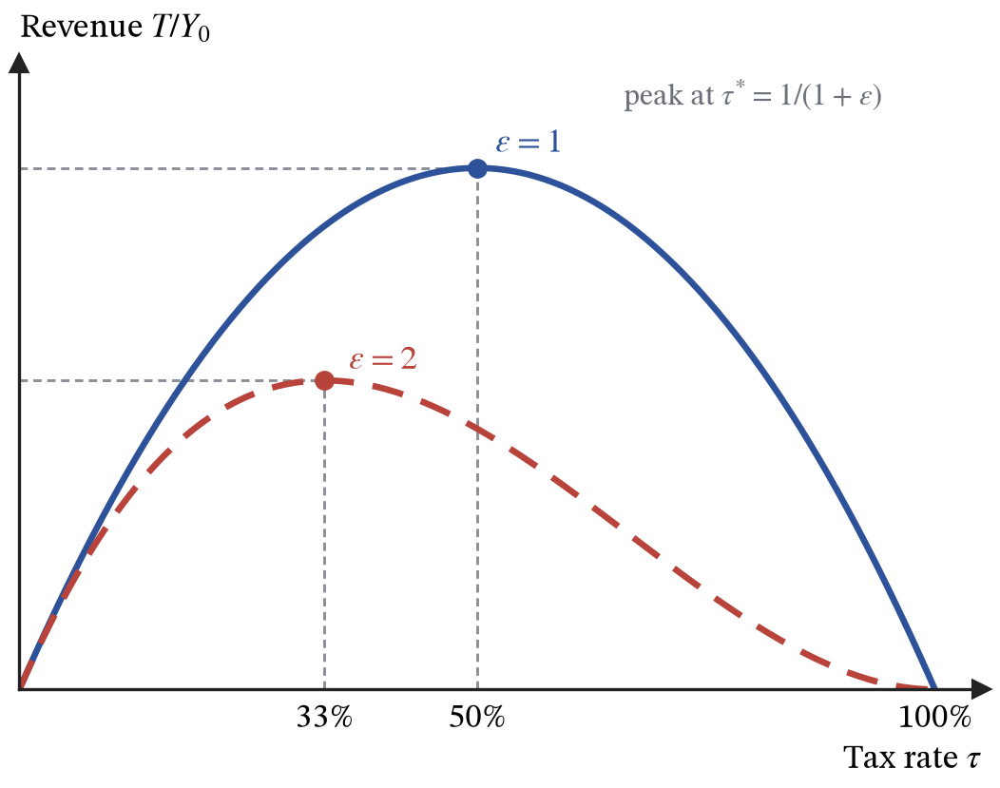 Revenue T/Y₀
peak at τ* = 1/(1 + ε)
ε = 1
ε = 2
33%
50%
100%
Tax rate τ